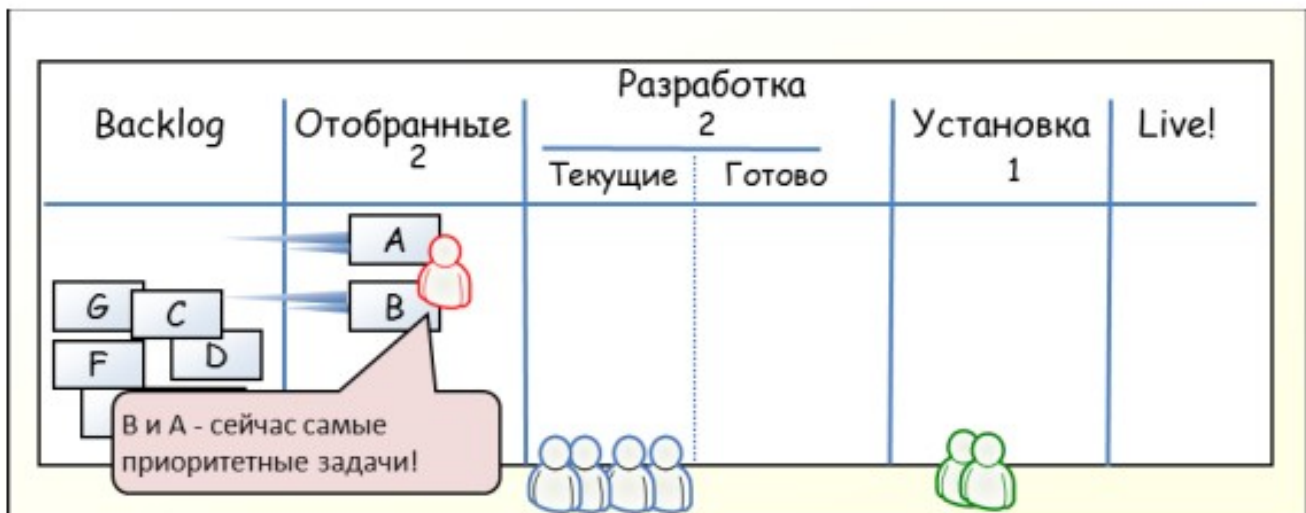 Backlog
Отобранные
2
Разработка
2
Текущие
Готово
Установка
1
Live!
A
B
G
C
F
D
В и А - сейчас самые
приоритетные задачи!